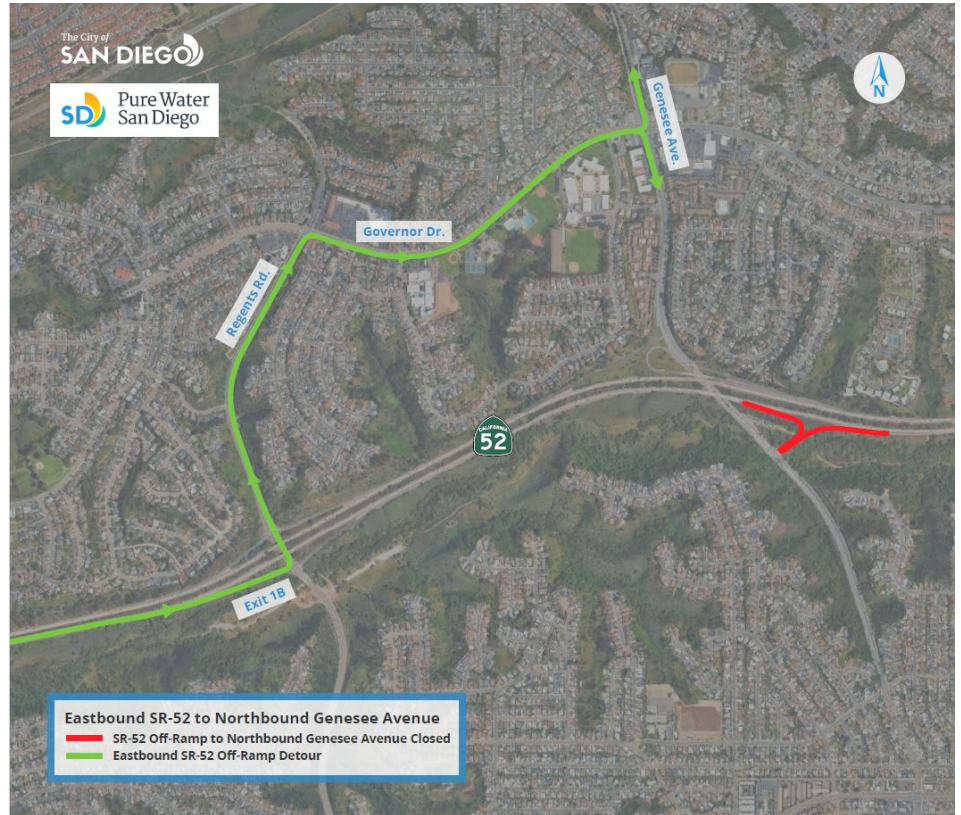 The City of
SAN DIEGO
SD
Pure Water
San Diego
N
Genesee Ave.
Governor Dr.
Regents Rd.
CALIFORNIA
52
Exit 1B
Eastbound SR-52 to Northbound Genesee Avenue
SR-52 Off-Ramp to Northbound Genesee Avenue Closed
Eastbound SR-52 Off-Ramp Detour